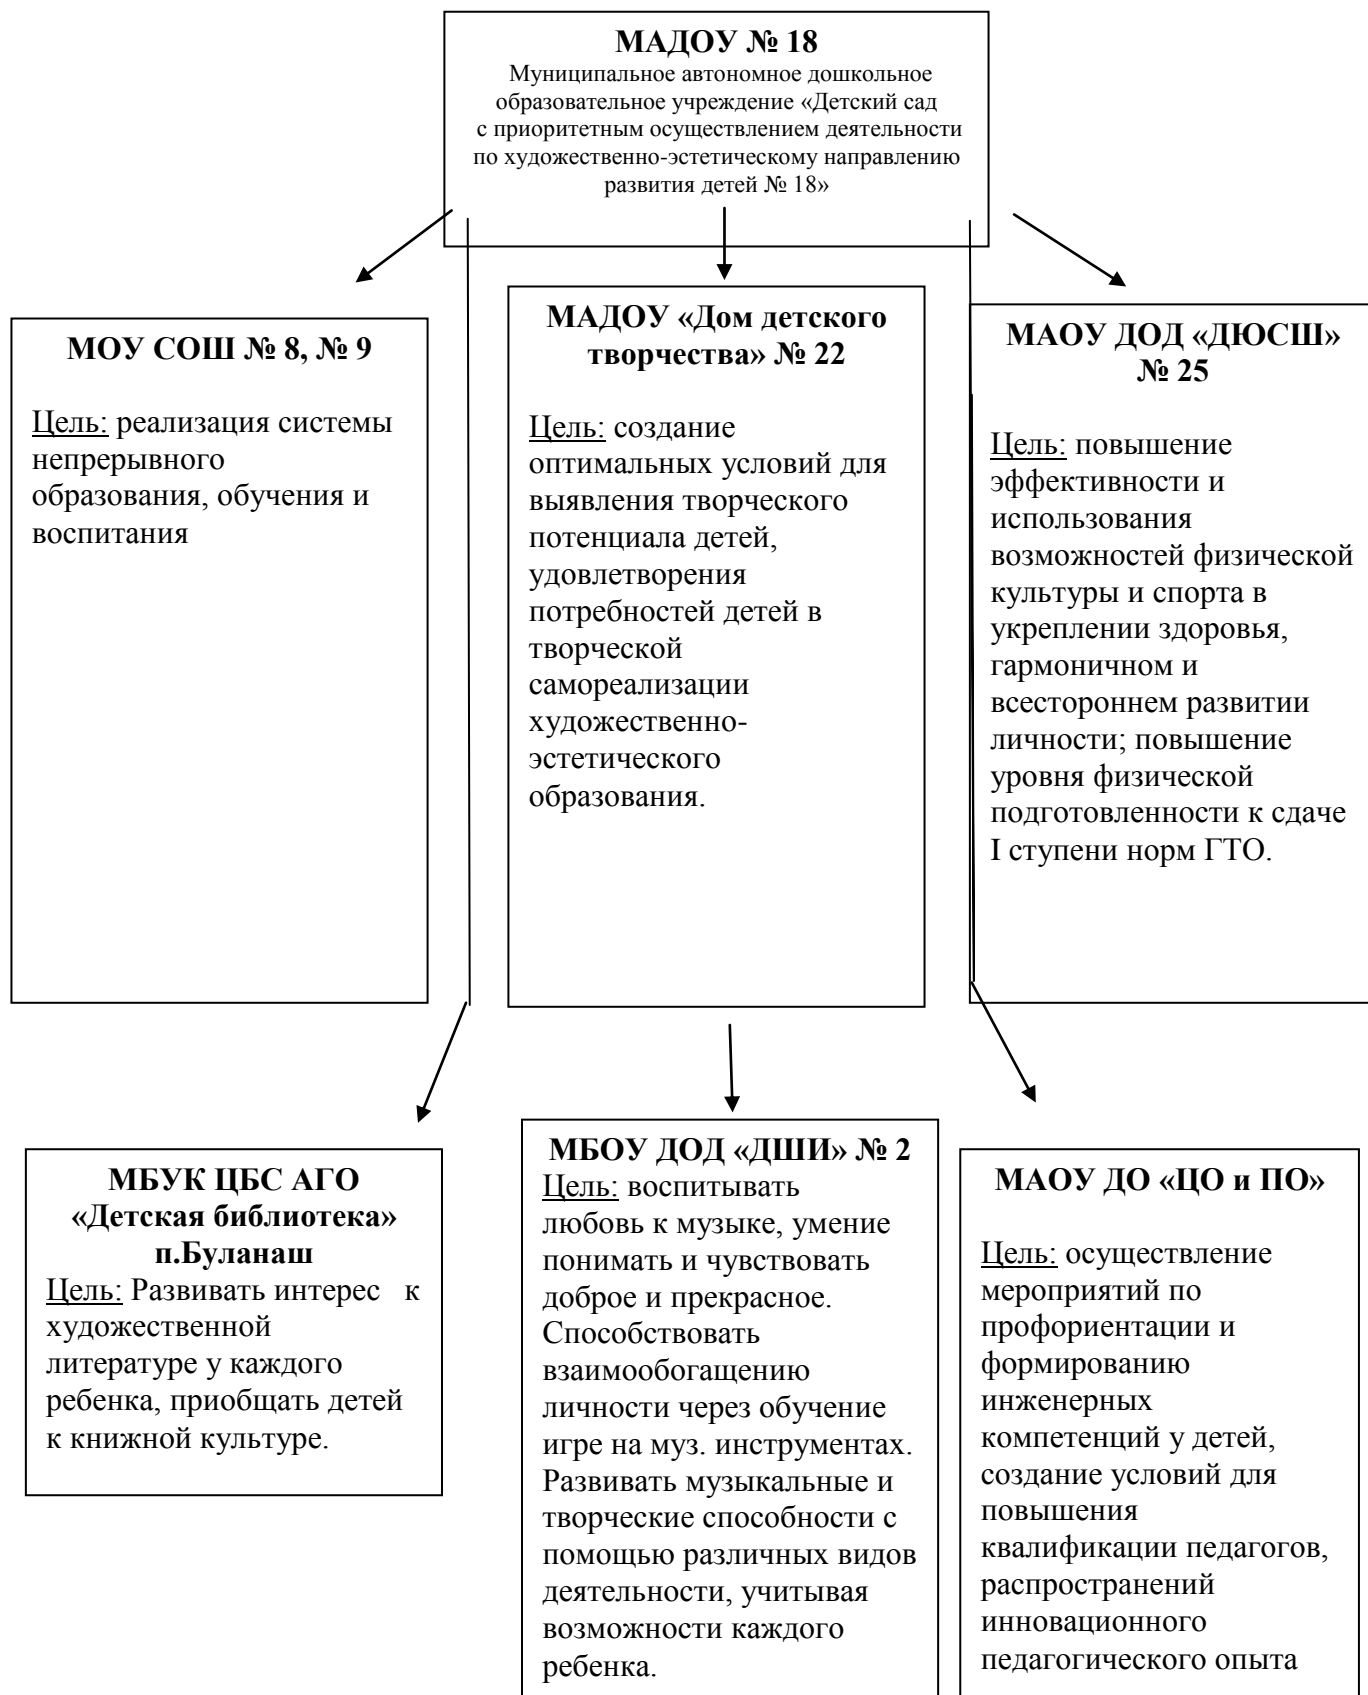 МАДОУ № 18
Муниципальное автономное дошкольное
образовательное учреждение «Детский сад
с приоритетным осуществлением деятельности
по художественно-эстетическому направлению
развития детей № 18»
МОУ СОШ № 8, № 9
Цель: реализация системы
непрерывного
образования, обучения и
воспитания
МАДОУ «Дом детского
творчества» № 22
Цель: создание
оптимальных условий для
выявления творческого
потенциала детей,
удовлетворения
потребностей детей в
творческой
самореализации
художественно-
эстетического
образования.
МАОУ ДОД «ДЮСШ»
№ 25
Цель: повышение
эффективности и
использования
возможностей физической
культуры и спорта в
укреплении здоровья,
гармоничном и
всестороннем развитии
личности; повышение
уровня физической
подготовленности к сдаче
I ступени норм ГТО.
МБУК ЦБС АГО
«Детская библиотека»
п.Буланаш
Цель: Развивать интерес к
художественной
литературе у каждого
ребенка, приобщать детей
к книжной культуре.
МБОУ ДОД «ДШИ» № 2
Цель: воспитывать
любовь к музыке, умение
понимать и чувствовать
доброе и прекрасное.
Способствовать
взаимообогащению
личности через обучение
игре на муз. инструментах.
Развивать музыкальные и
творческие способности с
помощью различных видов
деятельности, учитывая
возможности каждого
ребенка.
МАОУ ДО «ЦО и ПО»
Цель: осуществление
мероприятий по
профориентации и
формированию
инженерных
компетенций у детей,
создание условий для
повышения
квалификации педагогов,
распространений
инновационного
педагогического опыта